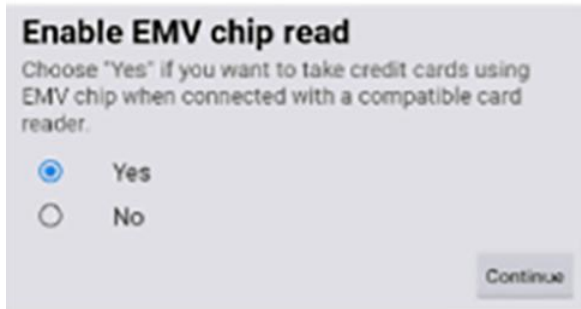 Enable EMV chip read
Choose "Yes" if you want to take credit cards using
EMV chip when connected with a compatible card
reader.
Yes
No
Continue